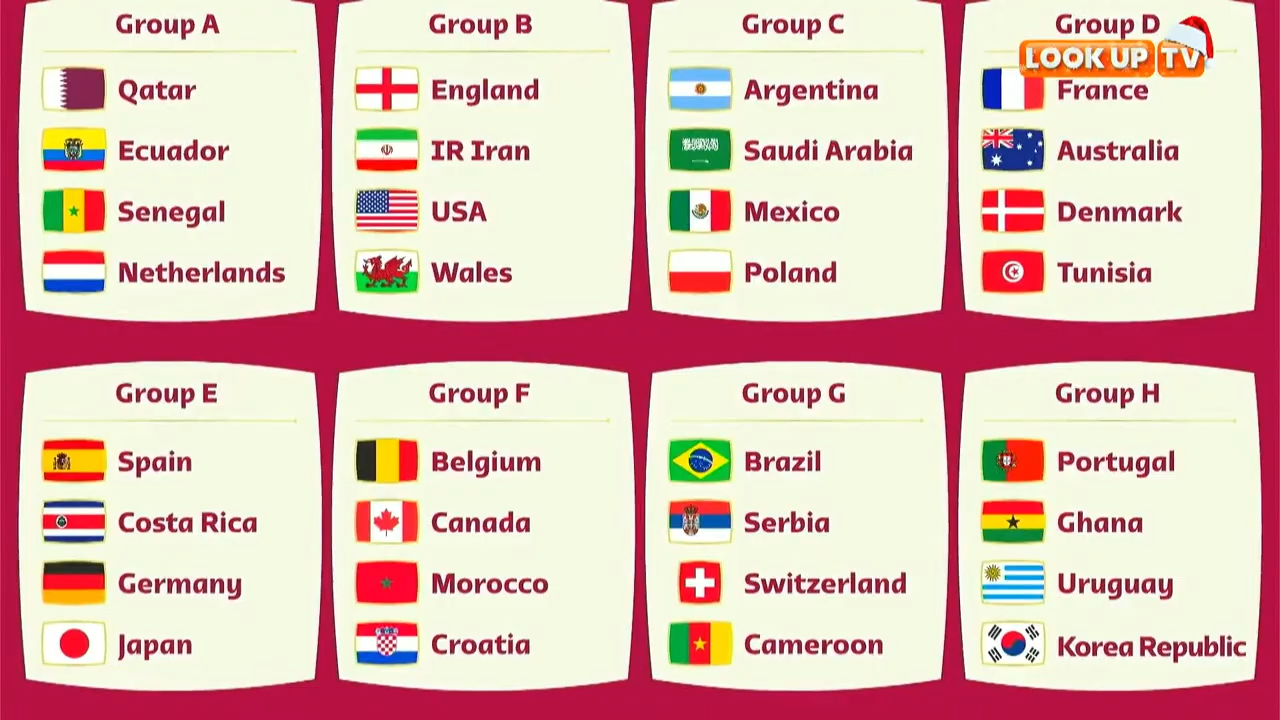 Group A
Qatar
Ecuador
Senegal
Netherlands
Group B
England
IR Iran
USA
Wales
Group C
Argentina
Saudi Arabia
Mexico
Poland
Group D
LOOK UP TV
France
Australia
Denmark
Tunisia
Group E
Spain
Costa Rica
Germany
Japan
Group F
Belgium
Canada
Morocco
Croatia
Group G
Brazil
Serbia
Switzerland
Cameroon
Group H
Portugal
Ghana
Uruguay
Korea Republic